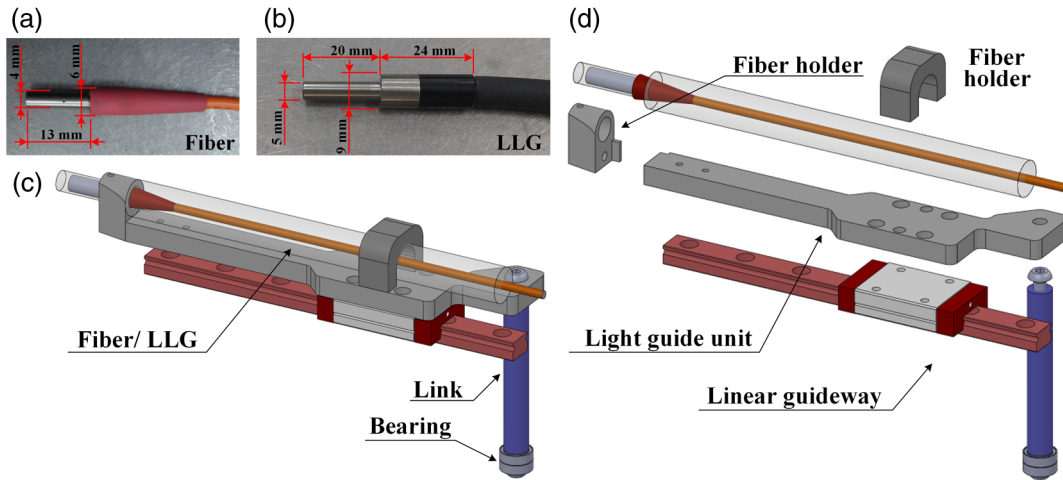 (a)
4 mm
6 mm
13 mm
Fiber
(b)
20 mm
24 mm
5 mm
9 mm
LLG
(c)
Fiber/ LLG
Link
Bearing
(d)
Fiber holder
Fiber
holder
Light guide unit
Linear guideway